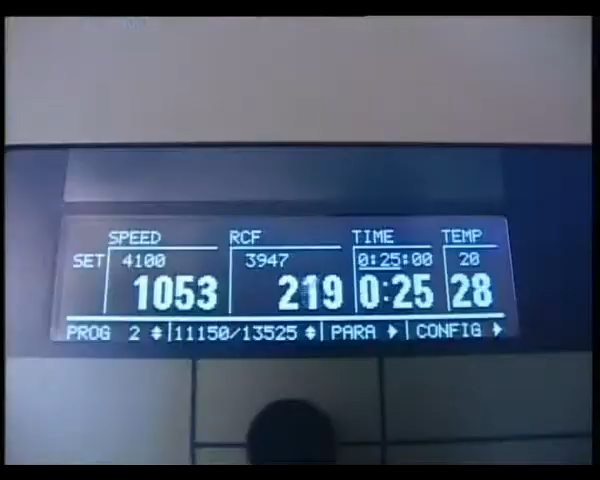 SPEED RCF TIME TEMP
SET 4100 3947 0:25:00 20
1053 219 0:25 28
PROG 2 11150/13525 PARA CONFIG